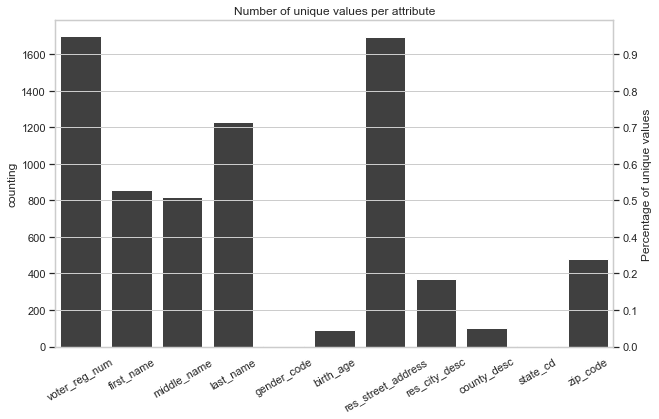 Number of unique values per attribute
counting
1600
1400
1200
1000
800
600
400
200
0
0.9
0.8
0.7
0.6
0.5
0.4
0.2
0.1
0.0
Percentage of unique values
voter_reg_num
first_name
middle_name
last_name
gender_code
birth_age
res_street_address
res_city_desc
county_desc
state_cd
zip_code